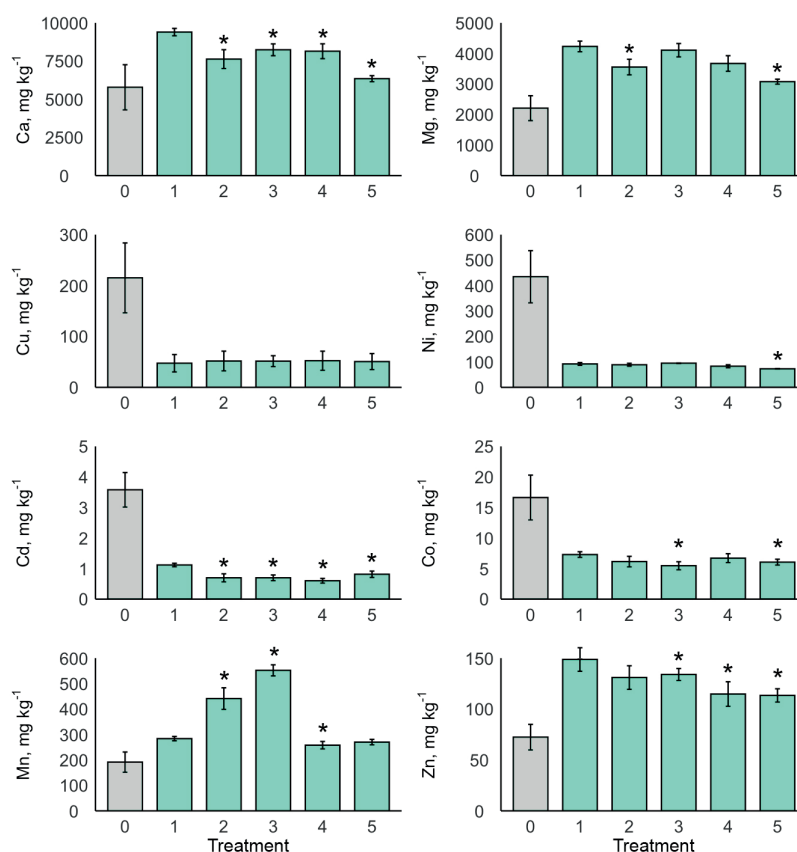 Ca, mg kg⁻¹
10000
7500
5000
2500
0
* * * *
0 1 2 3 4 5
Mg, mg kg⁻¹
5000
4000
3000
2000
1000
0
* *
0 1 2 3 4 5
Cu, mg kg⁻¹
300
200
100
0
0 1 2 3 4 5
Ni, mg kg⁻¹
600
500
400
300
200
100
0
*
0 1 2 3 4 5
Cd, mg kg⁻¹
5
4
3
2
1
0
* * * *
0 1 2 3 4 5
Co, mg kg⁻¹
25
20
15
10
5
0
* *
0 1 2 3 4 5
Mn, mg kg⁻¹
600
500
400
300
200
100
0
* * *
0 1 2 3 4 5
Treatment
Zn, mg kg⁻¹
150
100
50
0
* * *
0 1 2 3 4 5
Treatment